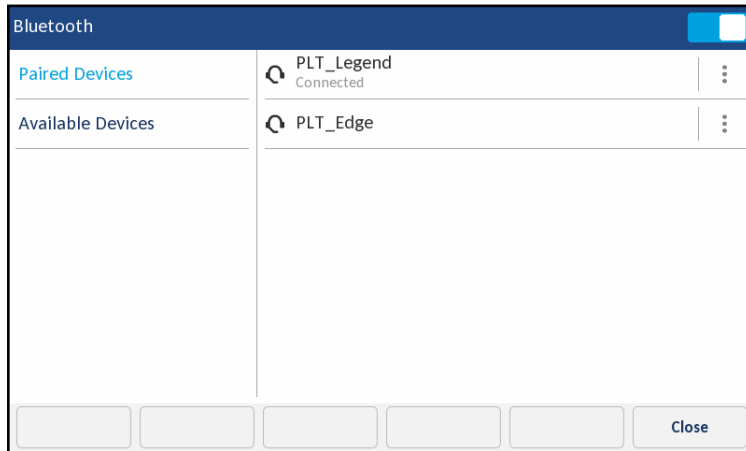 Bluetooth
Paired Devices
Available Devices
PLT_Legend
Connected
PLT_Edge
Close